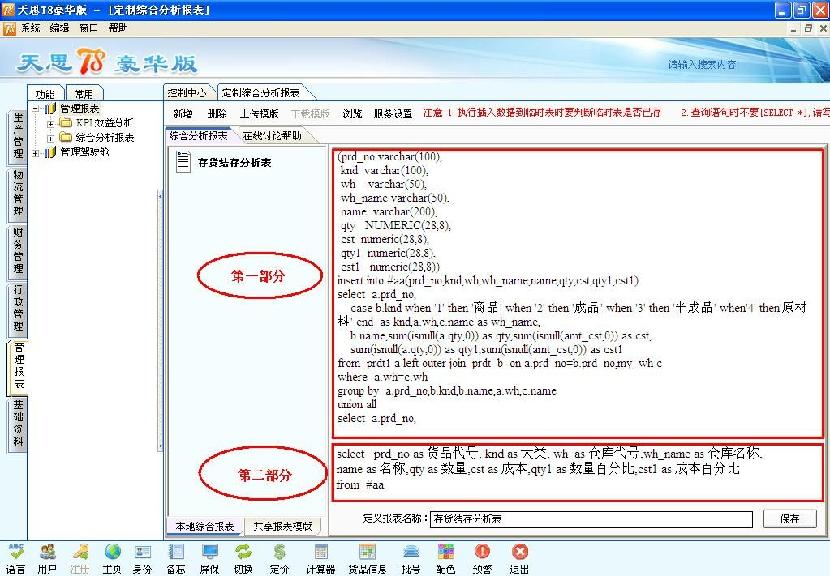 天思T8豪华版 - [定制综合分析报表]
系统 编辑 窗口 帮助
天思T8豪华版
请输入搜索内容
功能 常用
控制中心 定制综合分析报表
管理报表
KPI效益分析
综合分析报表
管理驾驶舱
新增 删除 上传模版 下载模版 浏览 服务设置 注意 1.执行插入数据到临时表时要判断临时表是否已存 2.查询语句时不要[SELECT *],请写
综合分析报表 在线讨论帮助
生产管理
物流管理
财务管理
行政管理
管理报表
基础资料
存货结存分析表
第一部分
(prd_no varchar(100),
knd varchar(100),
wh varchar(50),
wh_name varchar(50),
name varchar(200),
qty NUMERIC(28,8),
cst numeric(28,8),
qty1 numeric(28,8),
cst1 numeric(28,8))
insert into #aa(prd_no,knd,wh,wh_name,name,qty,cst,qty1,cst1)
select a.prd_no,
case b.knd when '1' then '商品' when '2' then '成品' when '3' then '半成品' when'4' then'原材
料' end as knd,a.wh,c.name as wh_name,
b.name,sum(isnull(a.qty,0)) as qty,sum(isnull(amt_cst,0)) as cst,
sum(isnull(a.qty,0)) as qty1,sum(isnull(amt_cst,0)) as cst1
from prdt1 a left outer join prdt b on a.prd_no=b.prd_no,my_wh c
where a.wh=c.wh
group by a.prd_no,b.knd,b.name,a.wh,c.name
union all
select a.prd_no,
第二部分
select prd_no as 货品代号, knd as 大类, wh as 仓库代号,wh_name as 仓库名称,
name as 名称,qty as 数量,cst as 成本,qty1 as 数量百分比,cst1 as 成本百分比
from #aa
本地综合报表 共享报表模版
定义报表名称: 存货结存分析表 保存
语言 用户 注册 主页 身份 备忘 屏保 切换 定价 计算器 货品信息 批号 配色 预警 退出